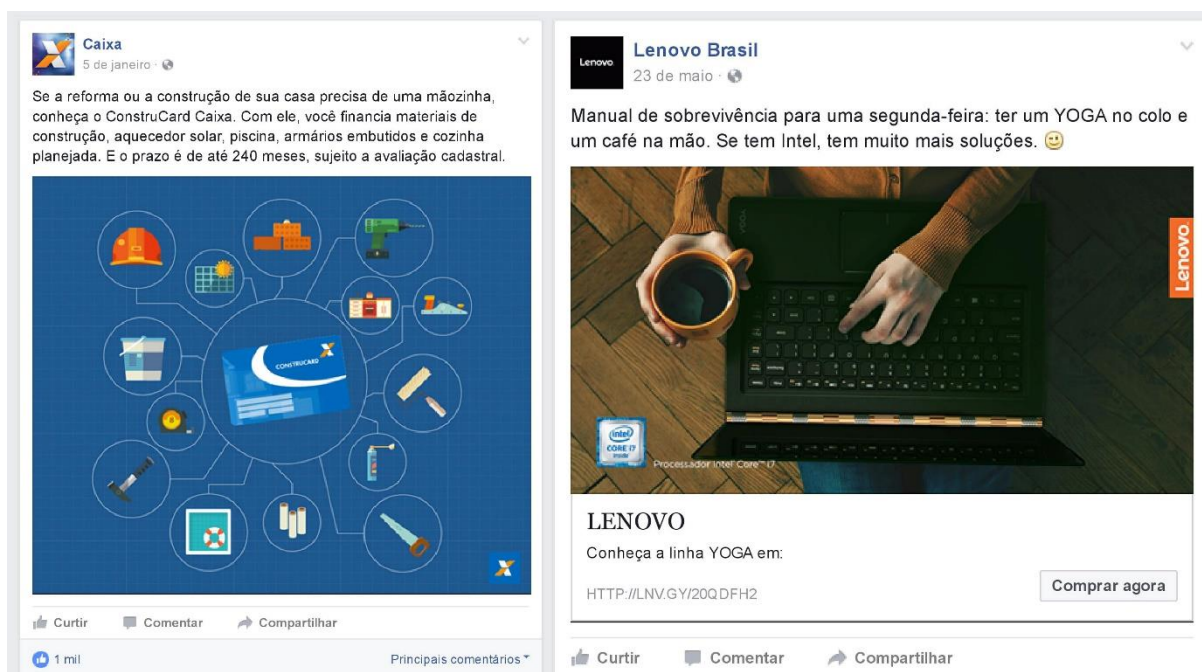 Caixa
5 de janeiro ·
Se a reforma ou a construção de sua casa precisa de uma mãozinha,
conheça o ConstruCard Caixa. Com ele, você financia materiais de
construção, aquecedor solar, piscina, armários embutidos e cozinha
planejada. E o prazo é de até 240 meses, sujeito a avaliação cadastral.
CONSTRUCARD
Curtir Comentar Compartilhar
1 mil Principais comentários
Lenovo
Lenovo Brasil
23 de maio ·
Manual de sobrevivência para uma segunda-feira: ter um YOGA no colo e
um café na mão. Se tem Intel, tem muito mais soluções.
YOGA
Lenovo
intel
CORE i7
inside
Processador Intel Core™ i7
LENOVO
Conheça a linha YOGA em:
HTTP://LNV.GY/20QDFH2
Comprar agora
Curtir Comentar Compartilhar